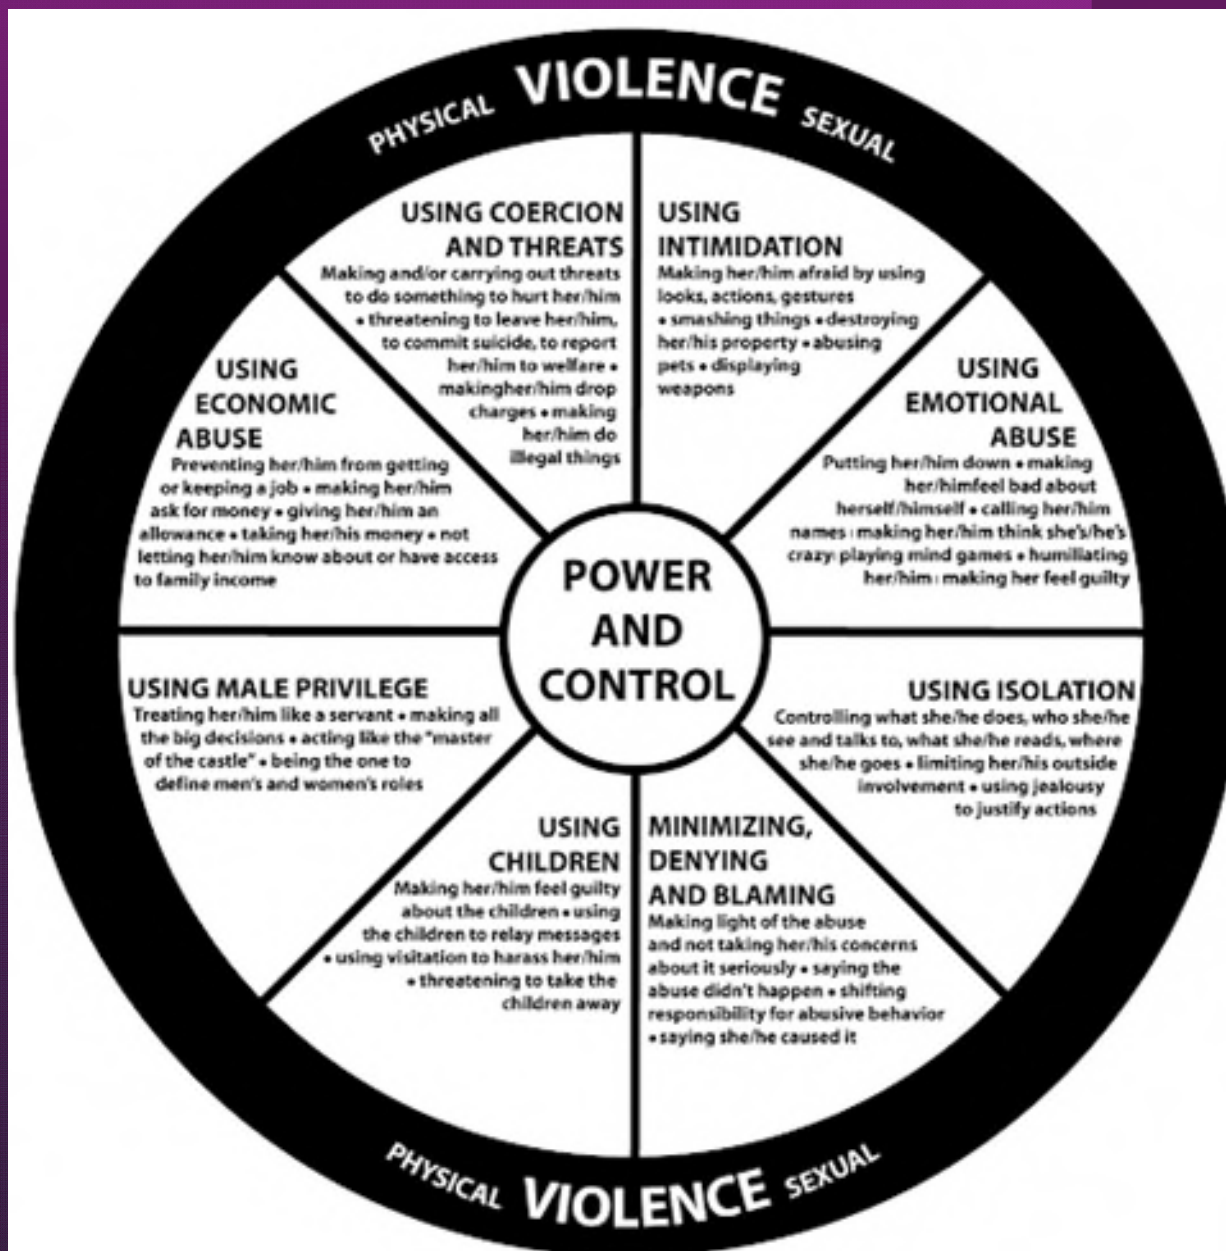 PHYSICAL VIOLENCE SEXUAL
USING COERCION
AND THREATS
Making and/or carrying out threats
to do something to hurt her/him
• threatening to leave her/him,
to commit suicide, to report
her/him to welfare •
makingher/him drop
charges • making
her/him do
illegal things
USING
INTIMIDATION
Making her/him afraid by using
looks, actions, gestures
• smashing things • destroying
her/his property • abusing
pets • displaying
weapons
USING
EMOTIONAL
ABUSE
Putting her/him down • making
her/himfeel bad about
herself/himself • calling her/him
names • making her/him think she's/he's
crazy• playing mind games • humiliating
her/him • making her feel guilty
USING ISOLATION
Controlling what she/he does, who she/he
see and talks to, what she/he reads, where
she/he goes • limiting her/his outside
involvement • using jealousy
to justify actions
MINIMIZING,
DENYING
AND BLAMING
Making light of the abuse
and not taking her/his concerns
about it seriously • saying the
abuse didn't happen • shifting
responsibility for abusive behavior
• saying she/he caused it
USING
CHILDREN
Making her/him feel guilty
about the children • using
the children to relay messages
• using visitation to harass her/him
• threatening to take the
children away
USING MALE PRIVILEGE
Treating her/him like a servant • making all
the big decisions • acting like the "master
of the castle" • being the one to
define men's and women's roles
USING
ECONOMIC
ABUSE
Preventing her/him from getting
or keeping a job • making her/him
ask for money • giving her/him an
allowance • taking her/his money • not
letting her/him know about or have access
to family income
POWER
AND
CONTROL
PHYSICAL VIOLENCE SEXUAL